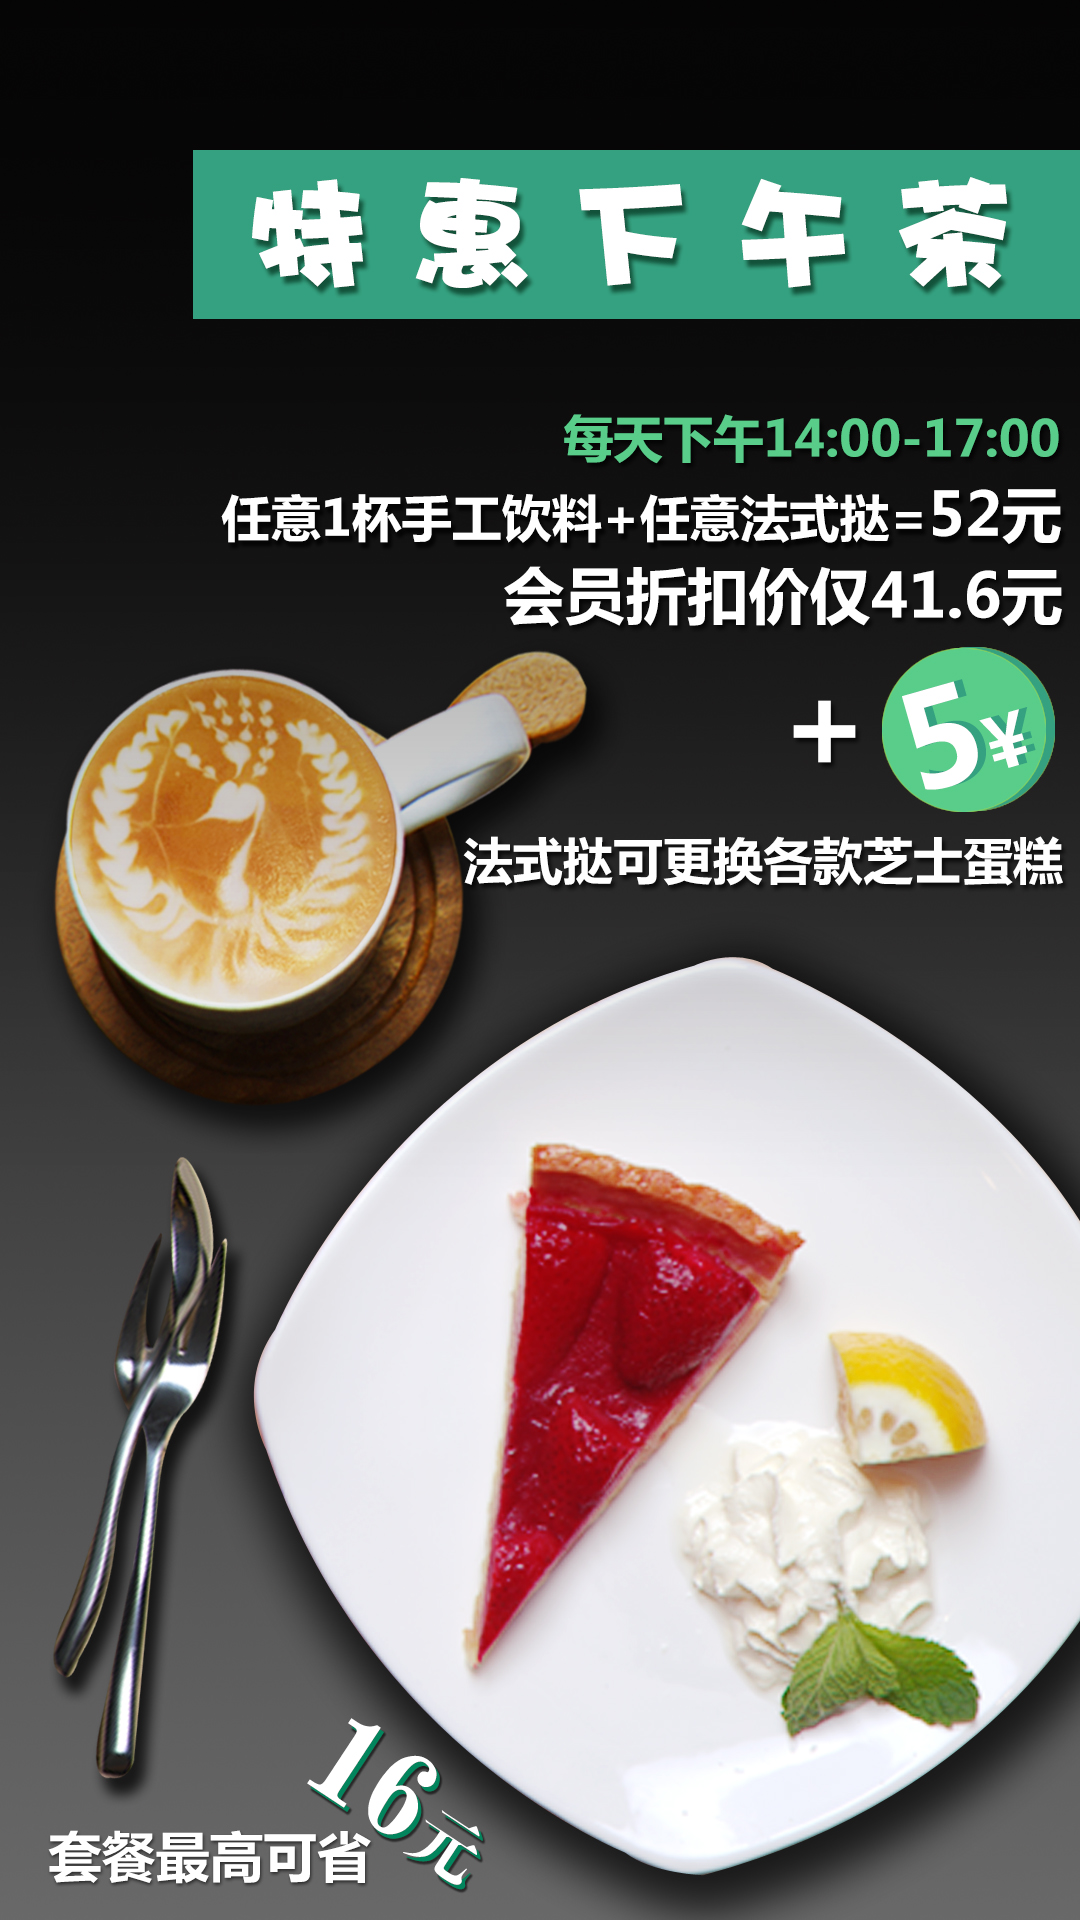 特惠下午茶
每天下午14:00-17:00
任意1杯手工饮料+任意法式挞=52元
会员折扣价仅41.6元
+5¥
法式挞可更换各款芝士蛋糕
套餐最高可省16元